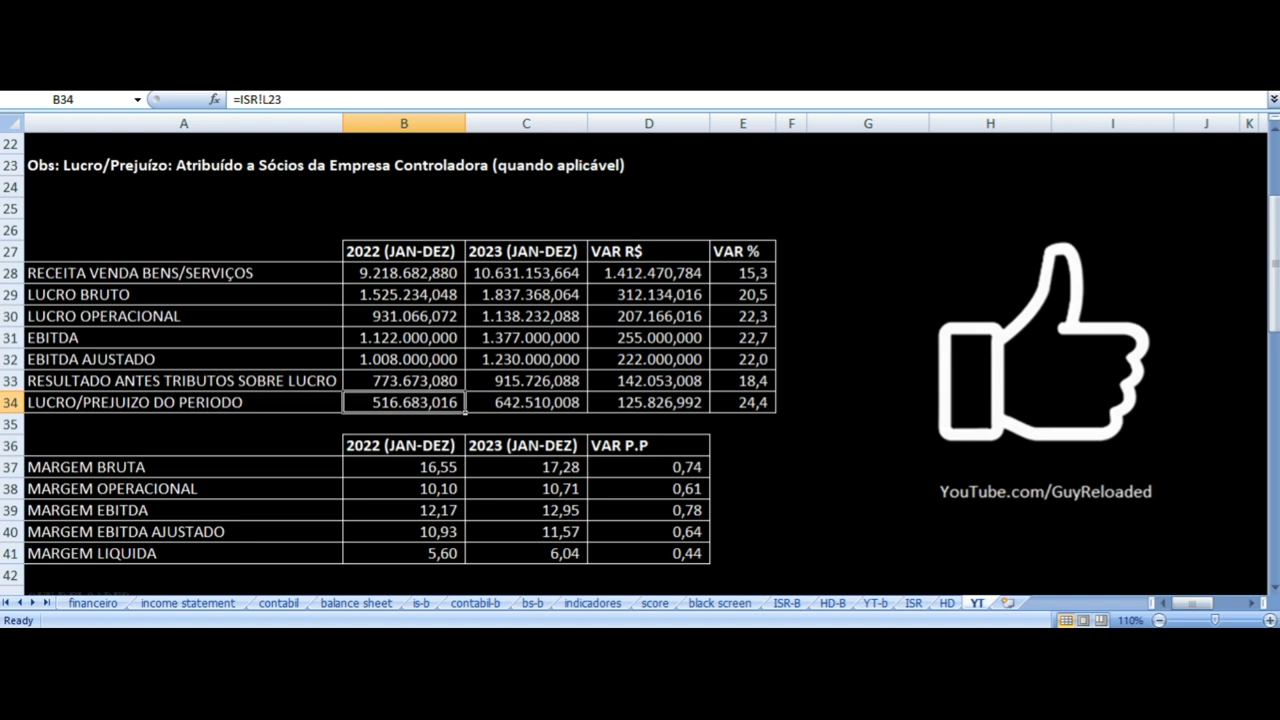 B34 fx =ISR!L23
A B C D E F G H I J K
22
23 Obs: Lucro/Prejuízo: Atribuído a Sócios da Empresa Controladora (quando aplicável)
24
25
26
27 2022 (JAN-DEZ) 2023 (JAN-DEZ) VAR R$ VAR %
28 RECEITA VENDA BENS/SERVIÇOS 9.218.682,880 10.631.153,664 1.412.470,784 15,3
29 LUCRO BRUTO 1.525.234,048 1.837.368,064 312.134,016 20,5
30 LUCRO OPERACIONAL 931.066,072 1.138.232,088 207.166,016 22,3
31 EBITDA 1.122.000,000 1.377.000,000 255.000,000 22,7
32 EBITDA AJUSTADO 1.008.000,000 1.230.000,000 222.000,000 22,0
33 RESULTADO ANTES TRIBUTOS SOBRE LUCRO 773.673,080 915.726,088 142.053,008 18,4
34 LUCRO/PREJUIZO DO PERIODO 516.683,016 642.510,008 125.826,992 24,4
35
36 2022 (JAN-DEZ) 2023 (JAN-DEZ) VAR P.P
37 MARGEM BRUTA 16,55 17,28 0,74
38 MARGEM OPERACIONAL 10,10 10,71 0,61
YouTube.com/GuyReloaded
39 MARGEM EBITDA 12,17 12,95 0,78
40 MARGEM EBITDA AJUSTADO 10,93 11,57 0,64
41 MARGEM LIQUIDA 5,60 6,04 0,44
42
financeiro income statement contabil balance sheet is-b contabil-b bs-b indicadores score black screen ISR-B HD-B YT-b ISR HD YT
Ready 110%